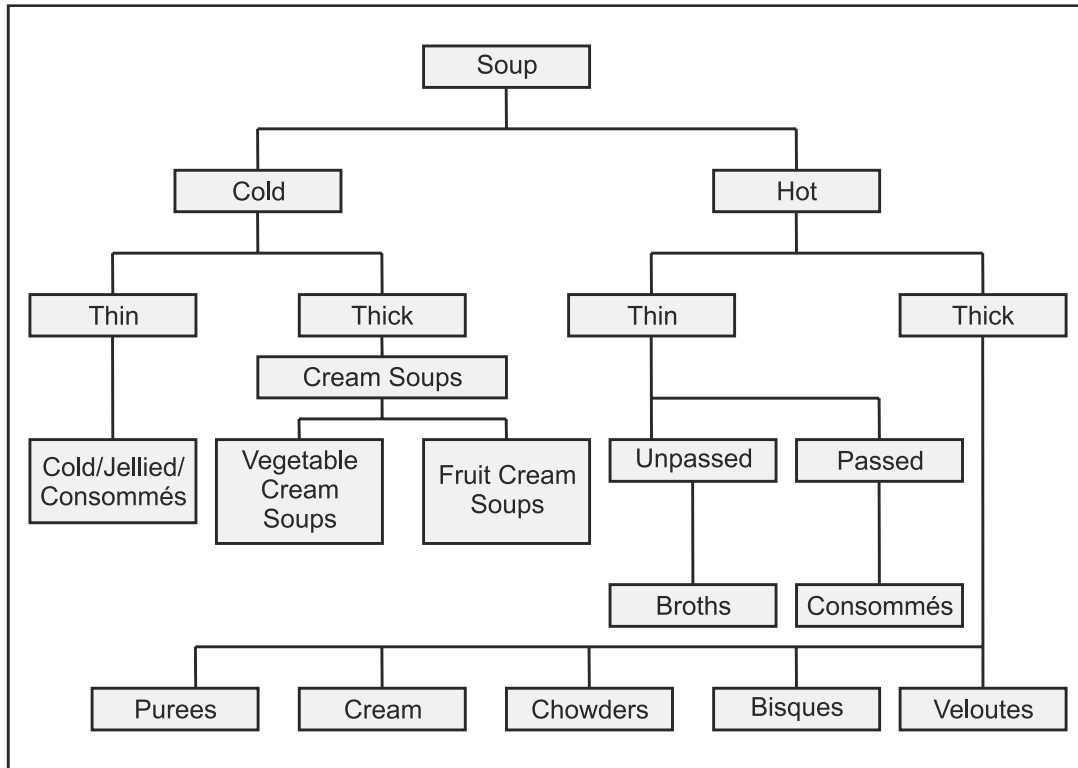 Soup
Cold
Hot
Thin
Thick
Thin
Thick
Cream Soups
Cold/Jellied/
Consommés
Vegetable
Cream
Soups
Fruit Cream
Soups
Unpassed
Passed
Broths
Consommés
Purees
Cream
Chowders
Bisques
Veloutes